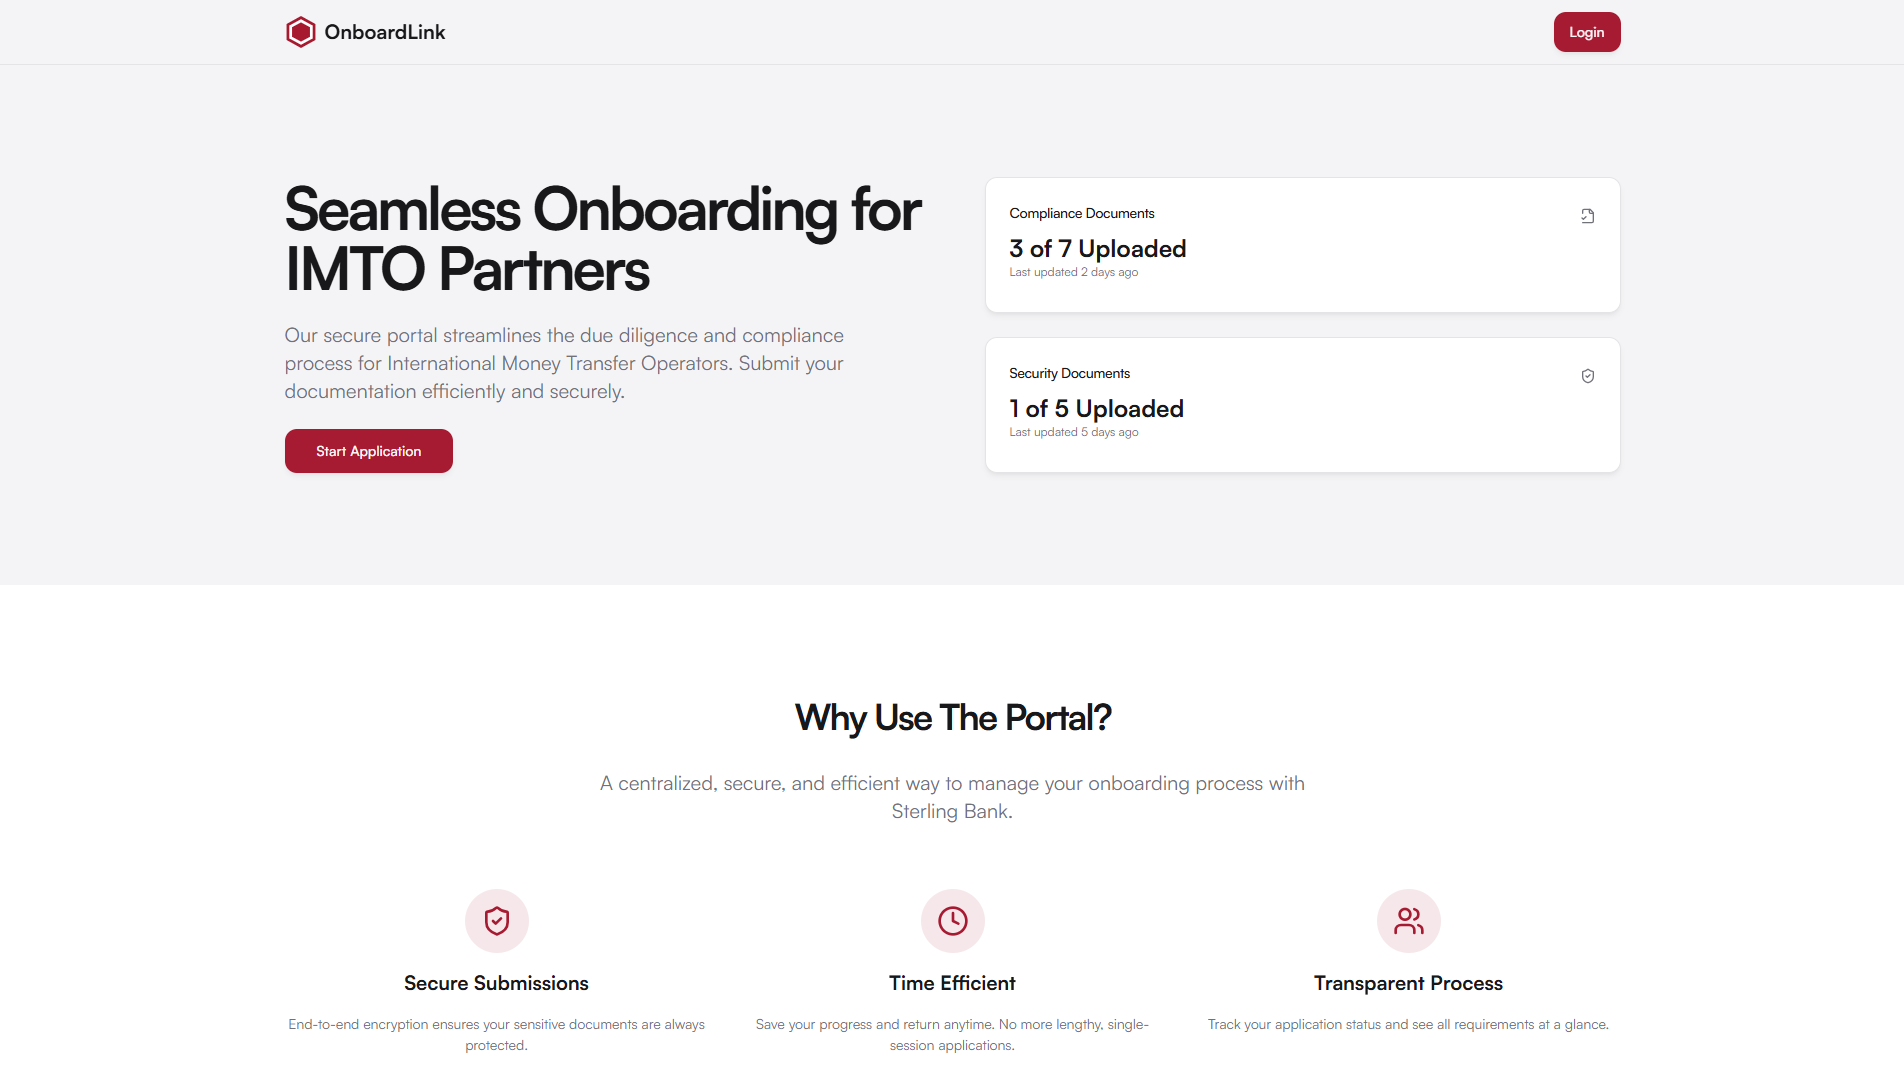 OnboardLink
Login
Seamless Onboarding for
IMTO Partners
Our secure portal streamlines the due diligence and compliance
process for International Money Transfer Operators. Submit your
documentation efficiently and securely.
Start Application
Compliance Documents
3 of 7 Uploaded
Last updated 2 days ago
Security Documents
1 of 5 Uploaded
Last updated 5 days ago
Why Use The Portal?
A centralized, secure, and efficient way to manage your onboarding process with
Sterling Bank.
Secure Submissions
End-to-end encryption ensures your sensitive documents are always
protected.
Time Efficient
Save your progress and return anytime. No more lengthy, single-
session applications.
Transparent Process
Track your application status and see all requirements at a glance.